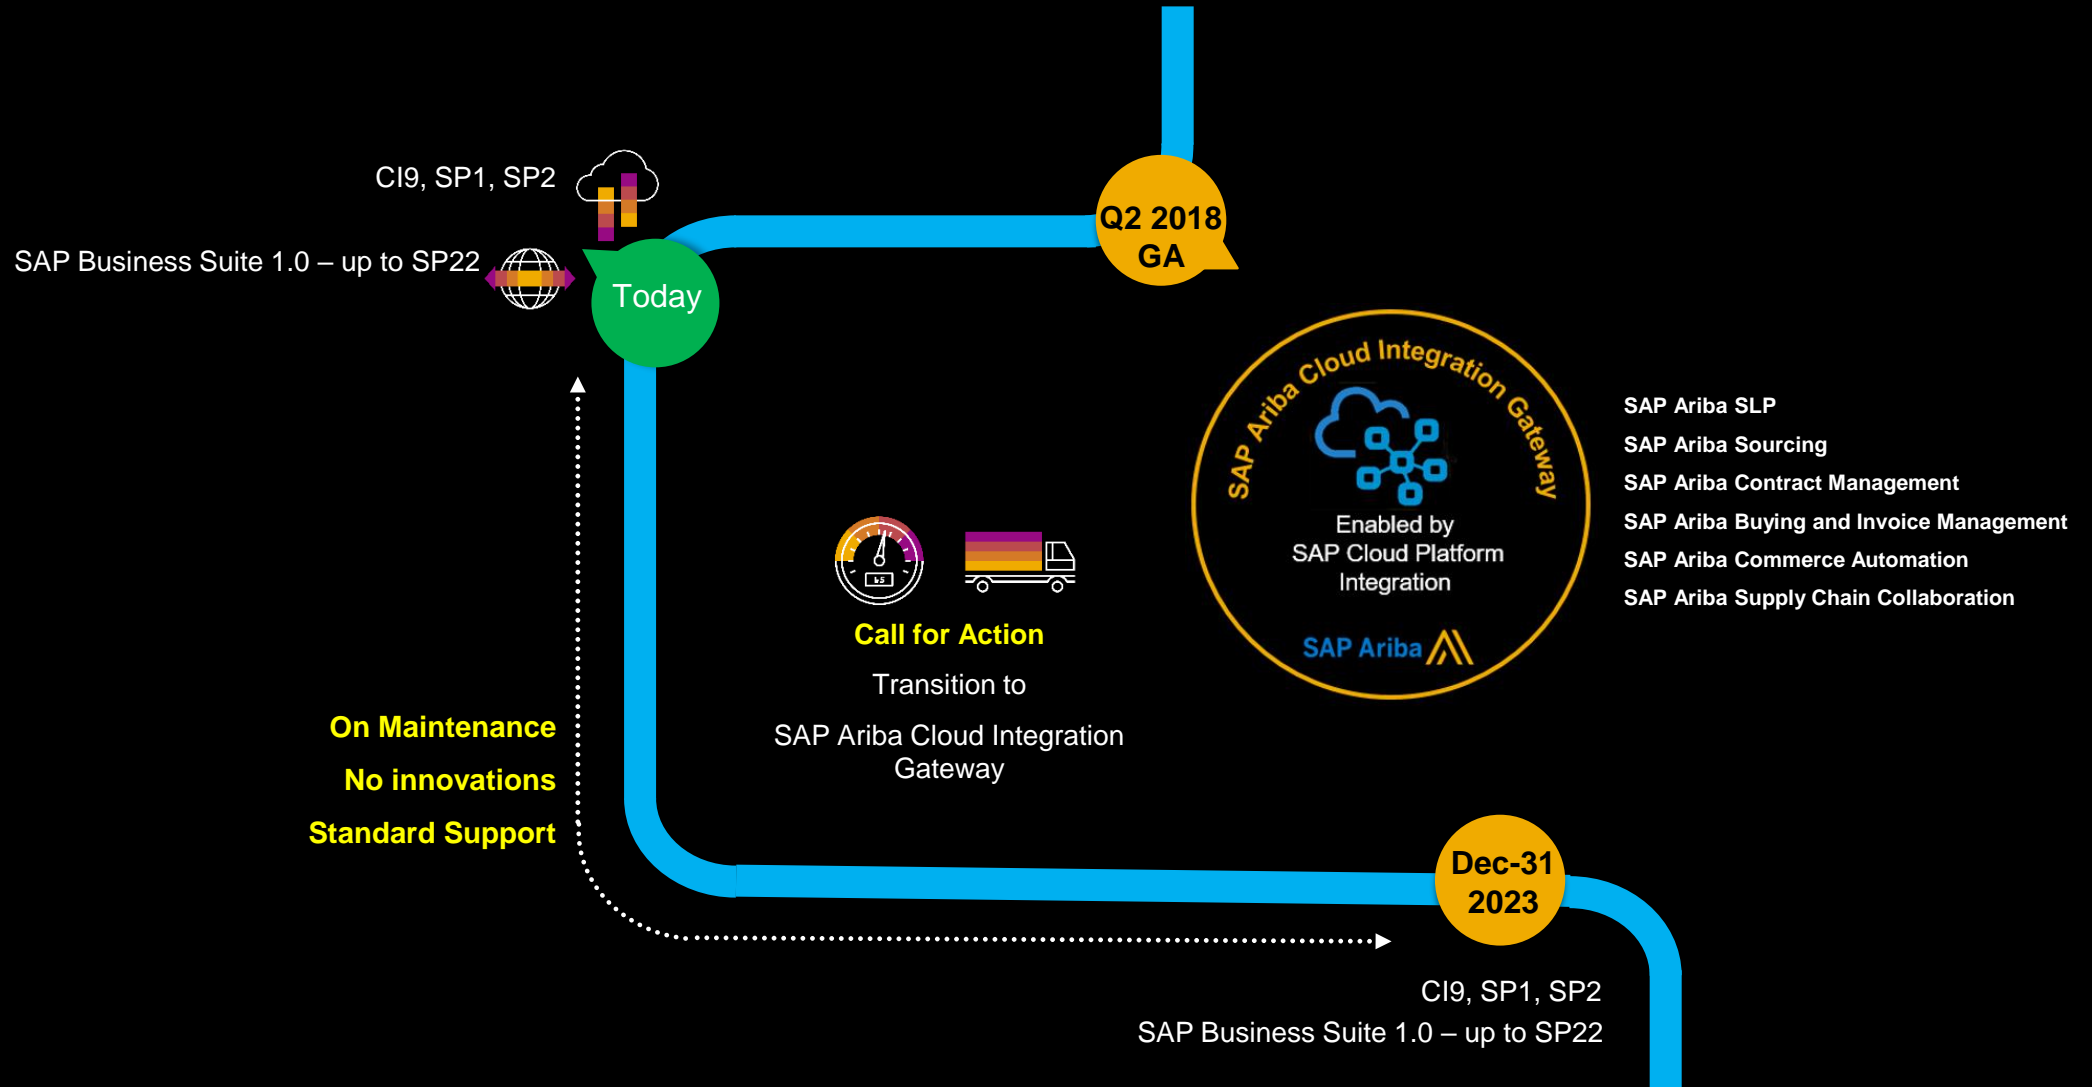 CI9, SP1, SP2
SAP Business Suite 1.0 – up to SP22
Today
Q2 2018
GA
SAP Ariba Cloud Integration Gateway
Enabled by
SAP Cloud Platform
Integration
SAP Ariba
SAP Ariba SLP
SAP Ariba Sourcing
SAP Ariba Contract Management
SAP Ariba Buying and Invoice Management
SAP Ariba Commerce Automation
SAP Ariba Supply Chain Collaboration
Call for Action
Transition to
SAP Ariba Cloud Integration
Gateway
On Maintenance
No innovations
Standard Support
Dec-31
2023
CI9, SP1, SP2
SAP Business Suite 1.0 – up to SP22